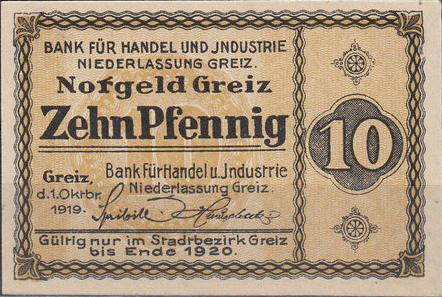 BANK FÜR HANDEL UND JNDUSTRIE
NIEDERLASSUNG GREIZ.
Notgeld Greiz
Zehn Pfennig
10
Greiz,
d.1.Oktbr.
1919.
Bank für Handel u. Jndustrie
Niederlassung Greiz.
Gültig nur im Stadtbezirk Greiz
bis Ende 1920.